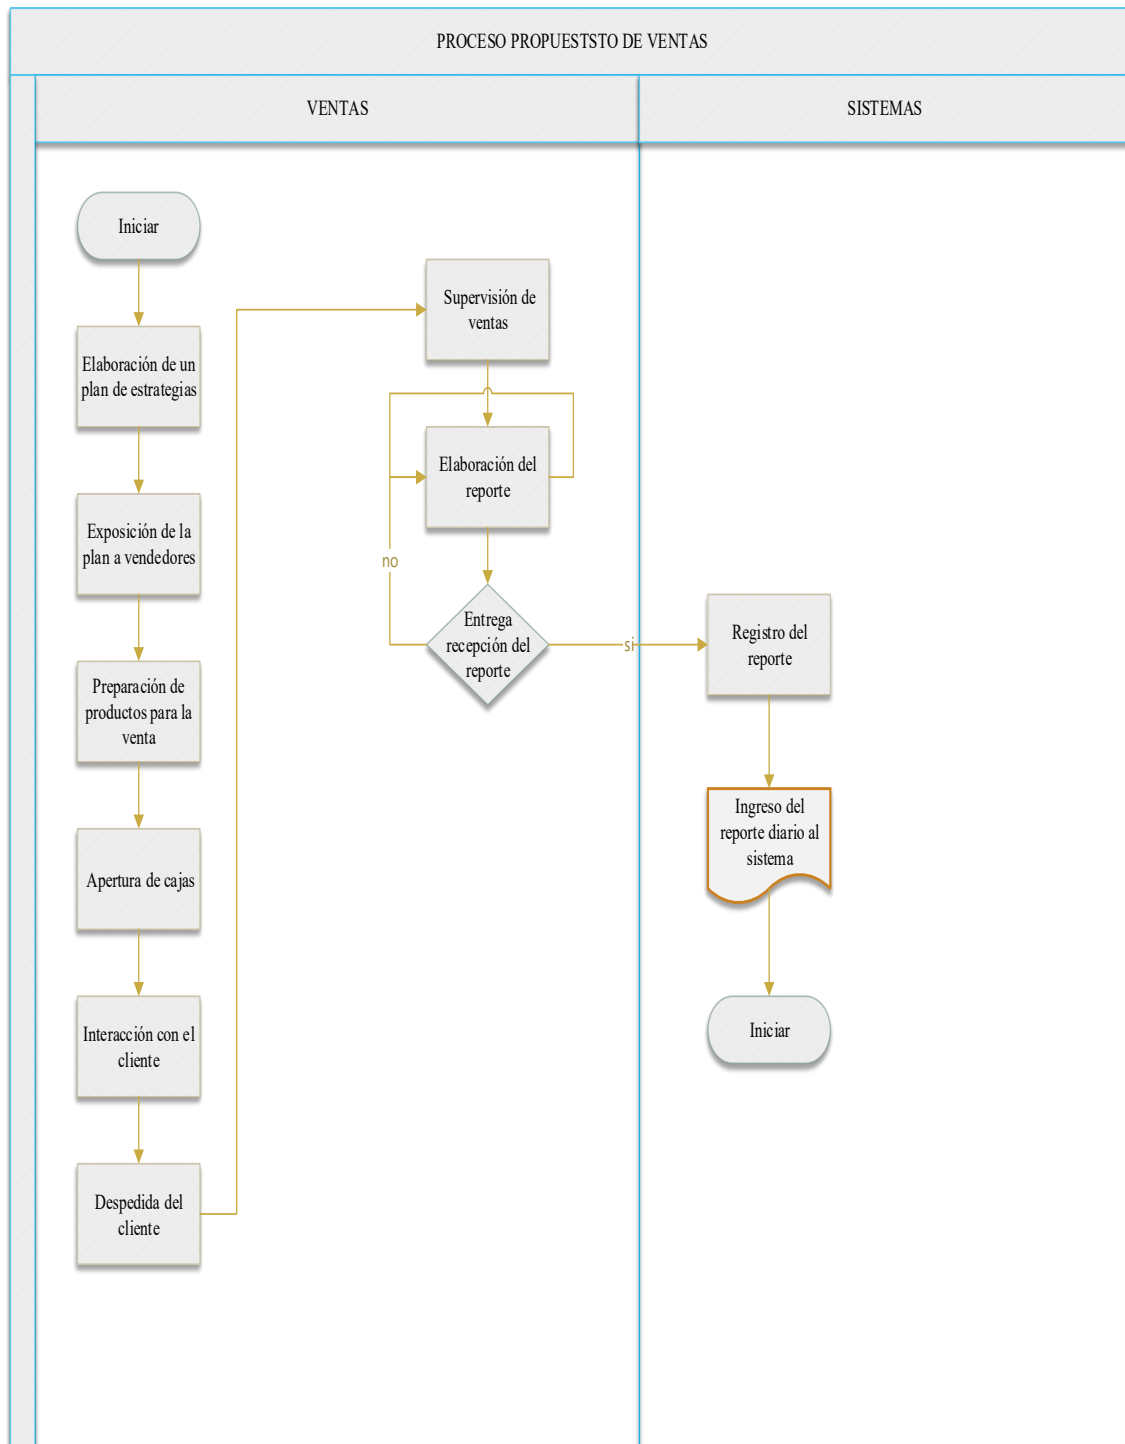 PROCESO PROPUESTSTO DE VENTAS
VENTAS
SISTEMAS
Iniciar
Elaboración de un
plan de estrategias
Exposición de la
plan a vendedores
Preparación de
productos para la
venta
Apertura de cajas
Interacción con el
cliente
Despedida del
cliente
Supervisión de
ventas
Elaboración del
reporte
no
Entrega
recepción del
reporte
si
Registro del
reporte
Ingreso del
reporte diario al
sistema
Iniciar